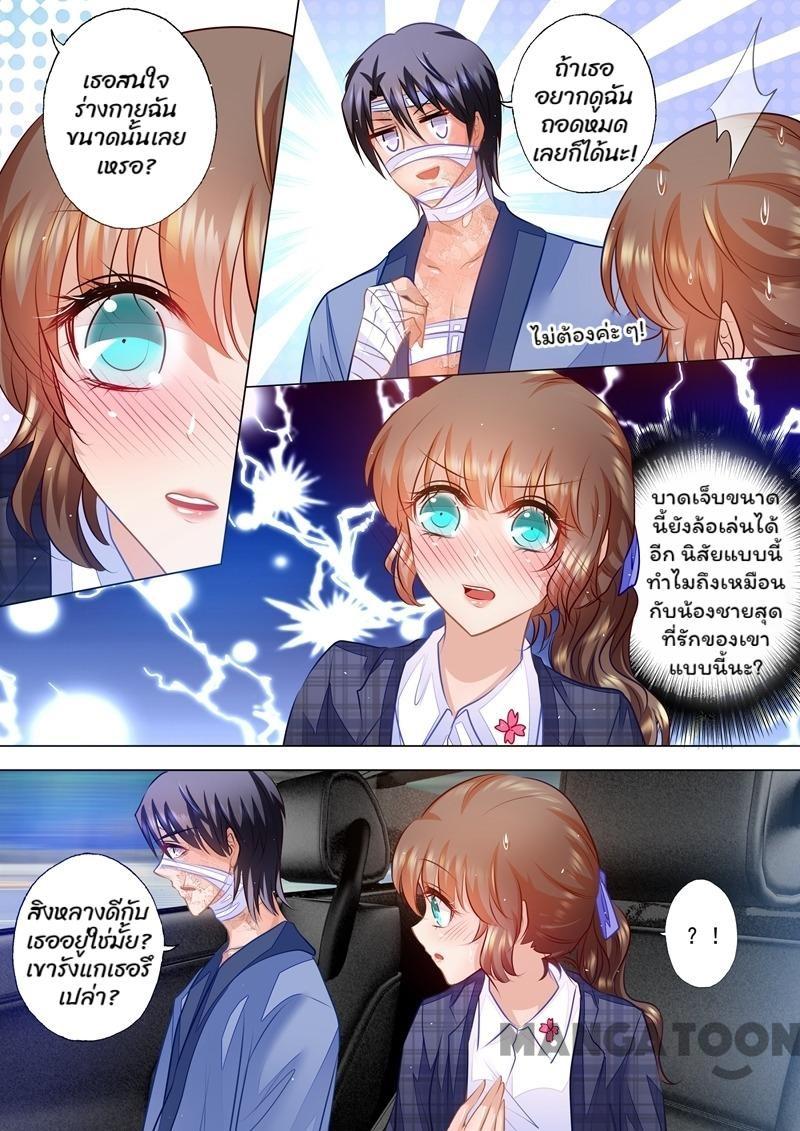 เธอสนใจ
ร่างกายฉัน
ขนาดนั้นเลย
เหรอ?
ถ้าเธอ
อยากดูฉัน
ถอดหมด
เลยก็ได้นะ!
ไม่ต้องค่ะๆ!
บาดเจ็บขนาด
นี้ยังล้อเล่นได้
อีก นิสัยแบบนี้
ทำไมถึงเหมือน
กับน้องชายสุด
ที่รักของเขา
แบบนี้นะ?
สิงหลางดีกับ
เธออยู่ใช่มั้ย?
เขารังแกเธอรึ
เปล่า?
? !
MANGATOON